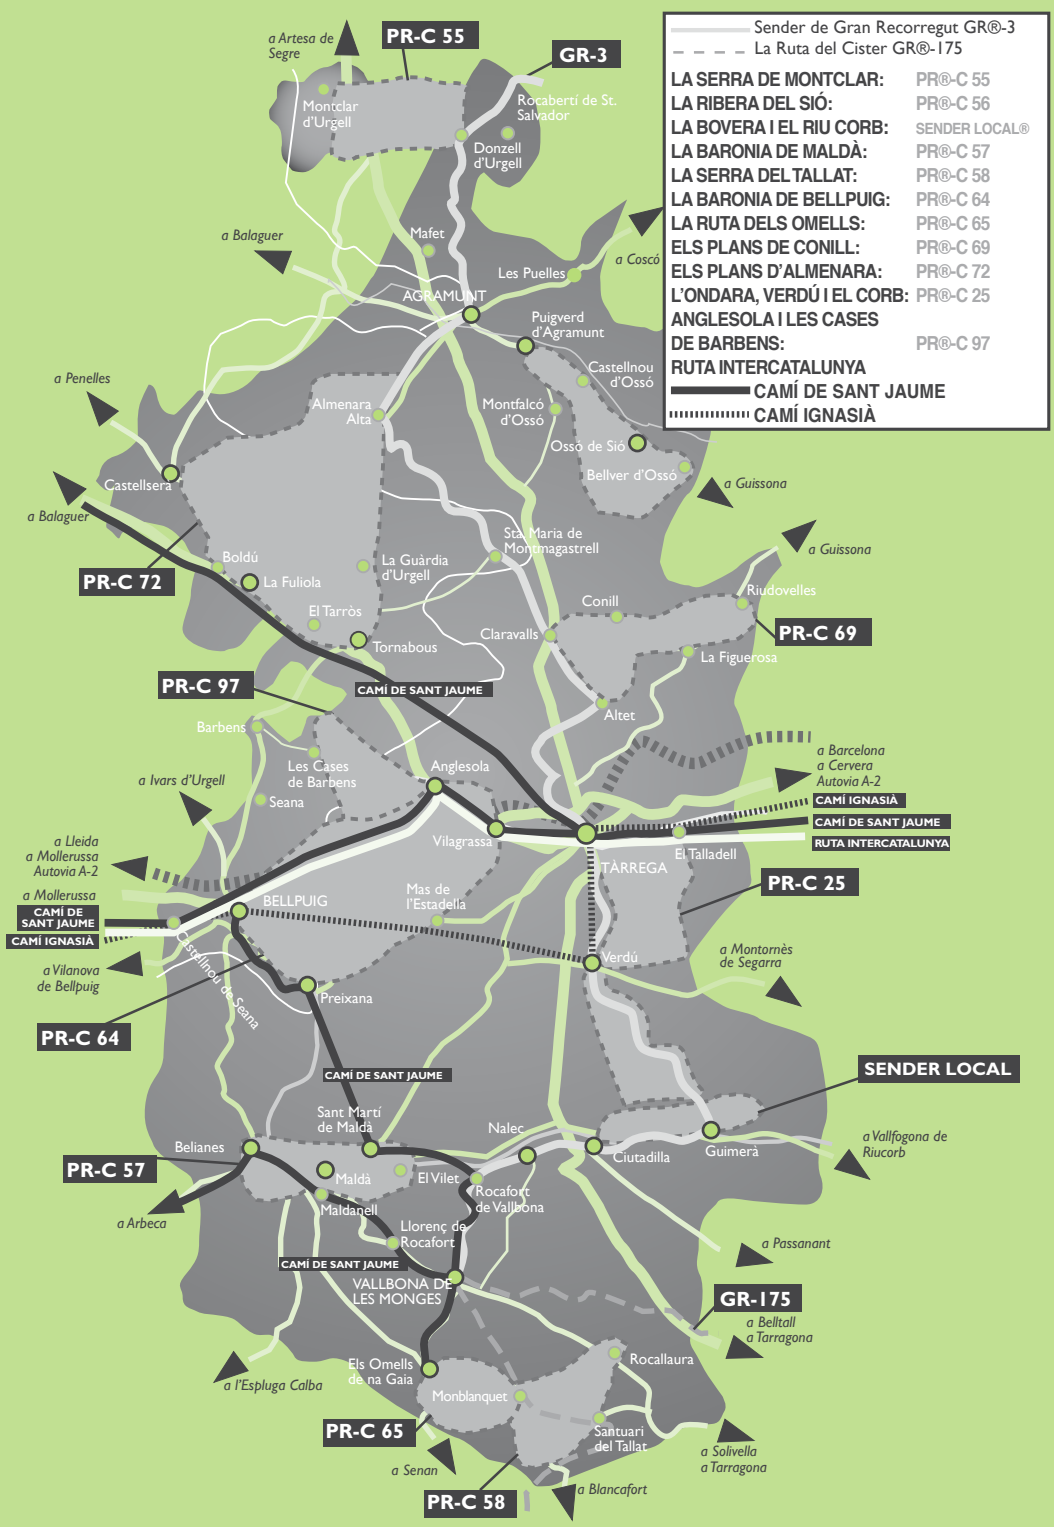 Sender de Gran Recorregut GR®-3
La Ruta del Cister GR®-175
LA SERRA DE MONTCLAR: PR®-C 55
LA RIBERA DEL SIÓ: PR®-C 56
LA BOVERA I EL RIU CORB: SENDER LOCAL®
LA BARONIA DE MALDÀ: PR®-C 57
LA SERRA DEL TALLAT: PR®-C 58
LA BARONIA DE BELLPUIG: PR®-C 64
LA RUTA DELS OMELLS: PR®-C 65
ELS PLANS DE CONILL: PR®-C 69
ELS PLANS D'ALMENARA: PR®-C 72
L'ONDARA, VERDÚ I EL CORB: PR®-C 25
ANGLESOLA I LES CASES
DE BARBENS: PR®-C 97
RUTA INTERCATALUNYA
CAMÍ DE SANT JAUME
CAMÍ IGNASIÀ
a Artesa de
Segre
PR-C 55
GR-3
Montclar
d'Urgell
Rocabertí de St.
Salvador
Donzell
d'Urgell
a Balaguer
Mafet
Les Puelles
a Coscó
AGRAMUNT
Puigverd
d'Agramunt
Castellnou
d'Ossó
a Penelles
Almenara
Alta
Montfalcó
d'Ossó
Ossó de Sió
Bellver d'Ossó
a Guissona
Castellsera
a Balaguer
Sta. Maria de
Montmagastrell
a Guissona
Boldú
La Guàrdia
d'Urgell
PR-C 72
La Fuliola
Riudovelles
Conill
El Tarròs
Claravalls
PR-C 69
Tornabous
La Figuerosa
PR-C 97
CAMÍ DE SANT JAUME
Altet
Barbens
a Barcelona
a Cervera
Autovia A-2
Les Cases
de Barbens
Anglesola
a Ivars d'Urgell
Seana
CAMÍ IGNASIÀ
CAMÍ DE SANT JAUME
RUTA INTERCATALUNYA
a Lleida
a Mollerussa
Autovia A-2
Vilagrassa
El Talladell
TÀRREGA
PR-C 25
a Mollerussa
BELLPUIG
Mas de
l'Estadella
CAMÍ DE
SANT JAUME
CAMÍ IGNASIÀ
Castellnou de Seana
a Vilanova
de Bellpuig
Verdú
a Montornès
de Segarra
Preixana
PR-C 64
CAMÍ DE SANT JAUME
SENDER LOCAL
Sant Martí
de Maldà
Nalec
Belianes
Ciutadilla
Guimerà
a Vallfogona de
Riucorb
PR-C 57
Maldà
El Vilet
Rocafort
de Vallbona
Maldanell
a Arbeca
Llorenç de
Rocafort
a Passanant
CAMÍ DE SANT JAUME
VALLBONA DE
LES MONGES
GR-175
a Belltall
a Tarragona
Els Omells
de na Gaia
Rocallaura
a l'Espluga Calba
Monblanquet
PR-C 65
Santuari
del Tallat
a Solivella
a Tarragona
a Senan
PR-C 58
a Blancafort